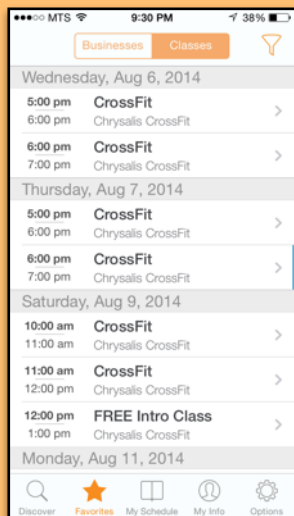 MTS 9:30 PM 38%
Businesses Classes
Wednesday, Aug 6, 2014
5:00 pm CrossFit
6:00 pm Chrysalis CrossFit
6:00 pm CrossFit
7:00 pm Chrysalis CrossFit
Thursday, Aug 7, 2014
5:00 pm CrossFit
6:00 pm Chrysalis CrossFit
6:00 pm CrossFit
7:00 pm Chrysalis CrossFit
Saturday, Aug 9, 2014
10:00 am CrossFit
11:00 am Chrysalis CrossFit
11:00 am CrossFit
12:00 pm Chrysalis CrossFit
12:00 pm FREE Intro Class
1:00 pm Chrysalis CrossFit
Monday, Aug 11, 2014
Discover Favorites My Schedule My Info Options